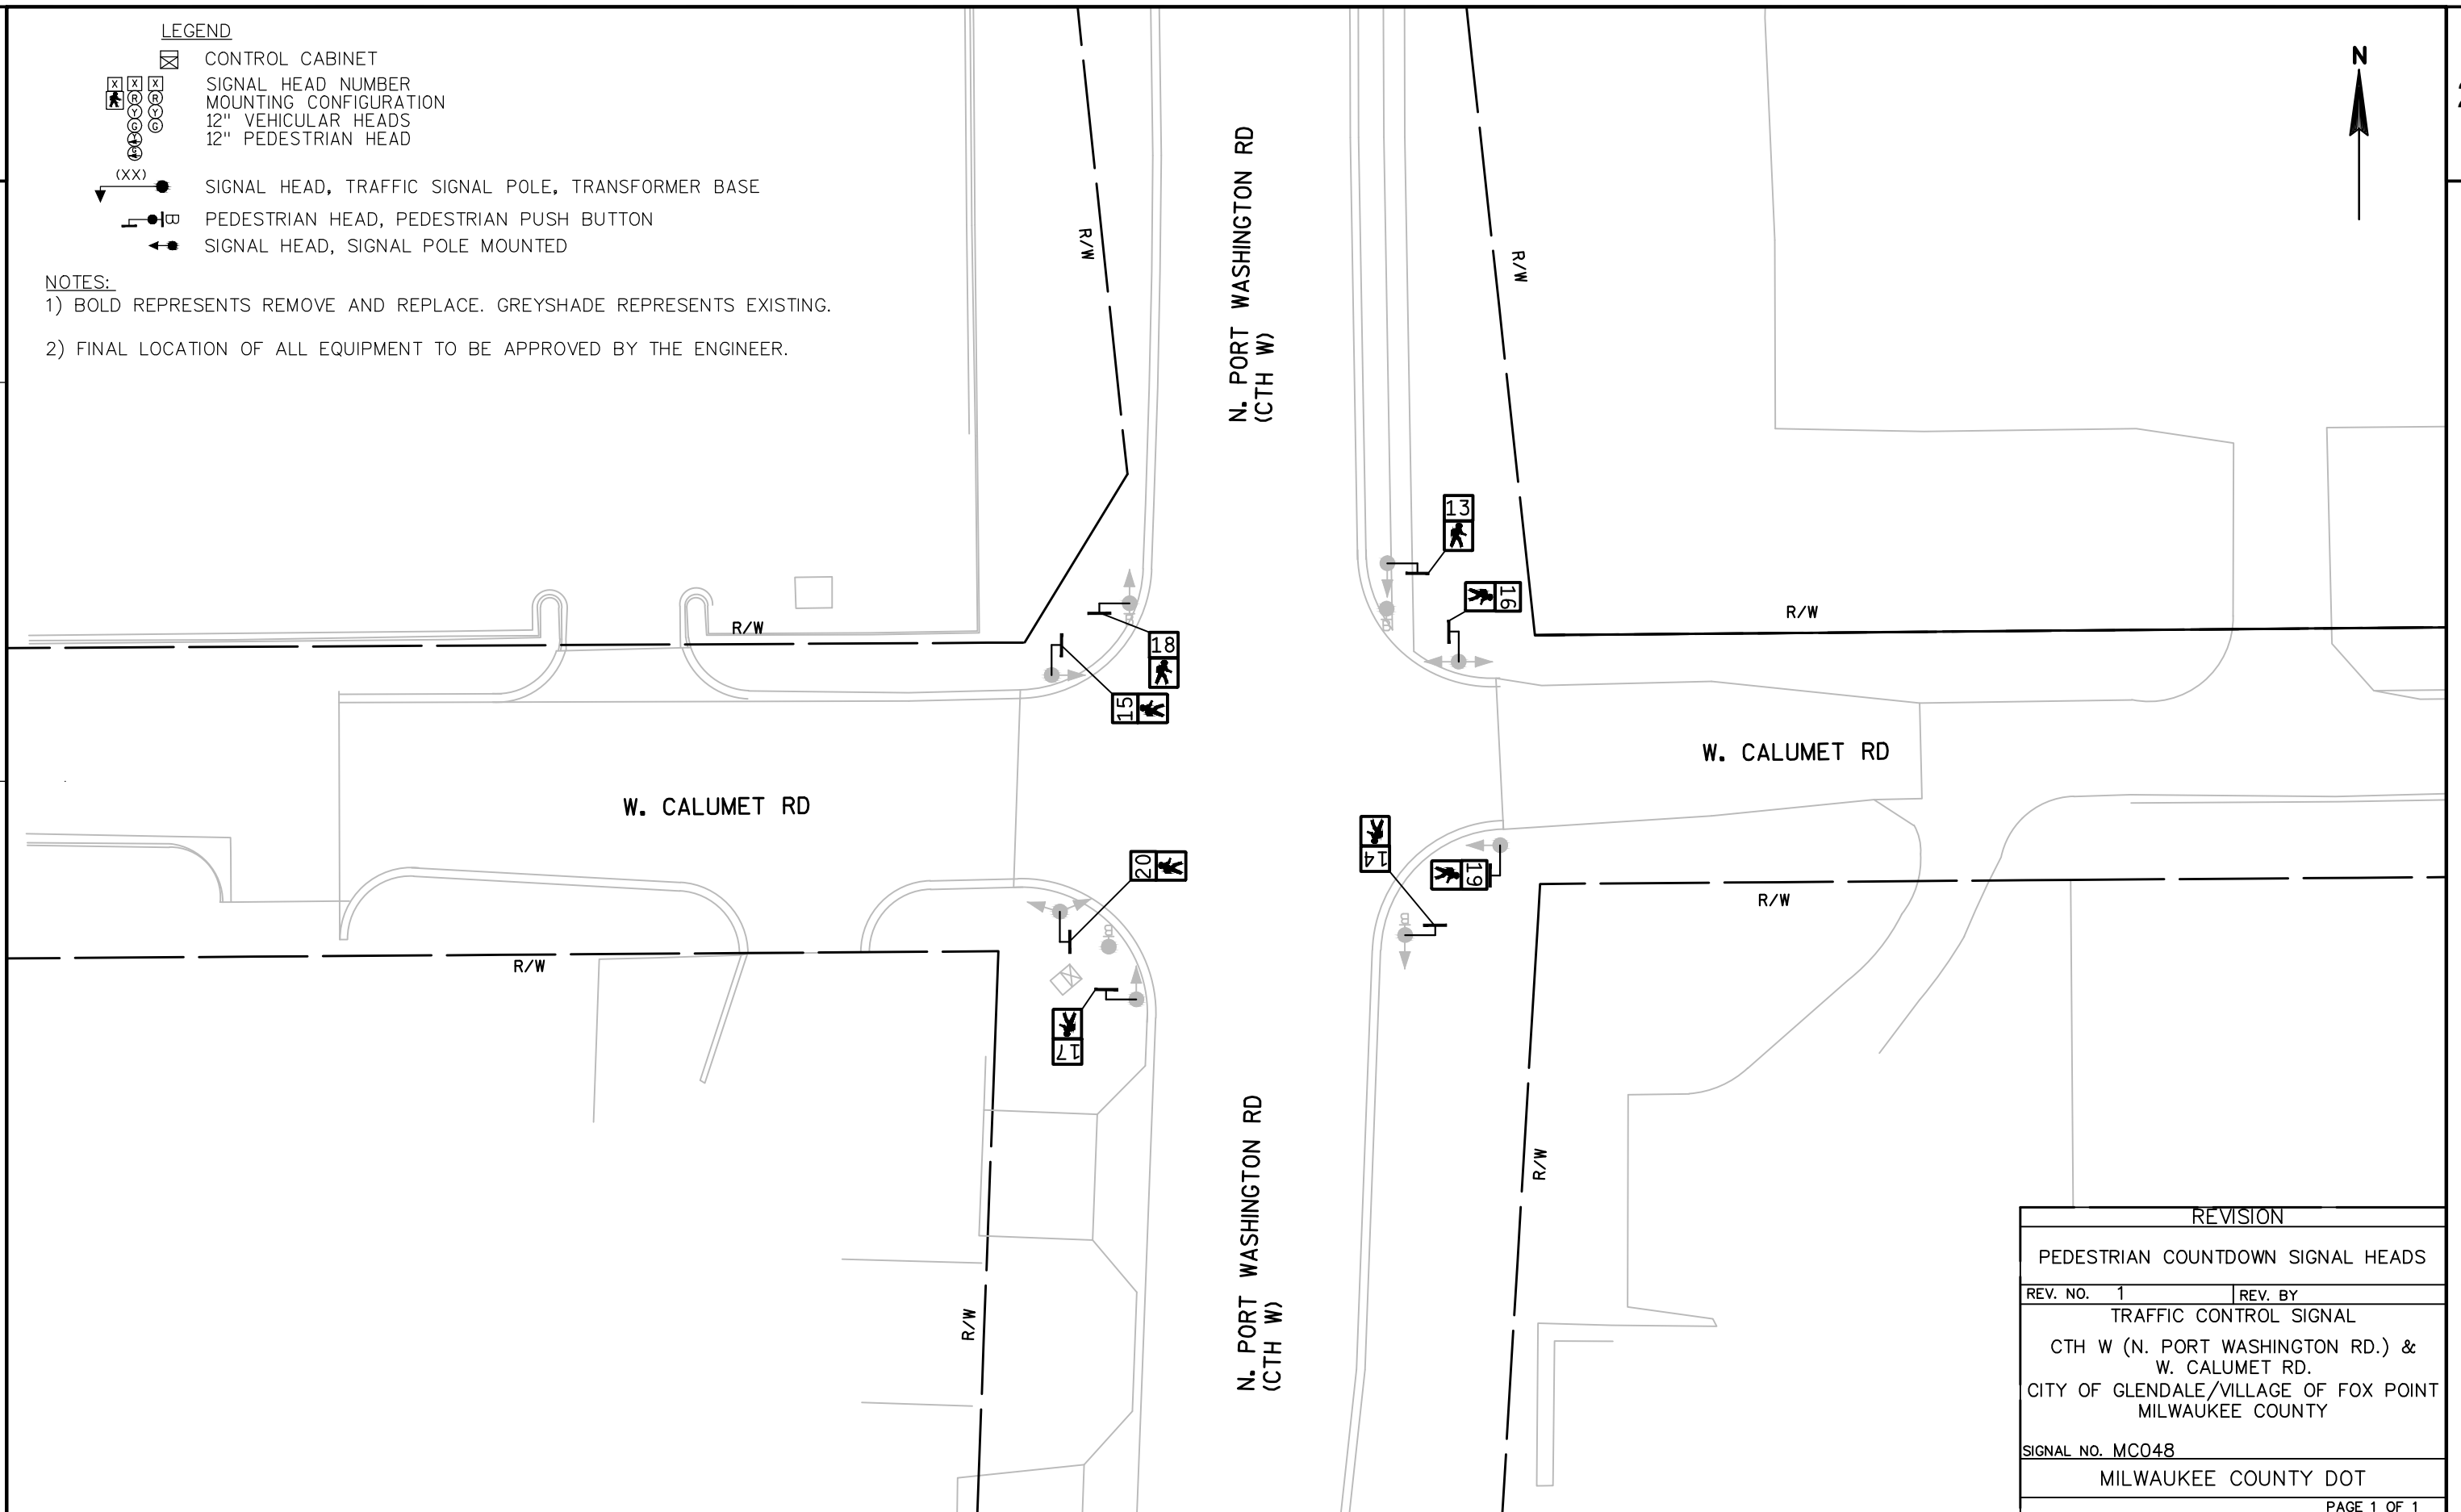 LEGEND
CONTROL CABINET
X X X
SIGNAL HEAD NUMBER
R R
MOUNTING CONFIGURATION
Y Y
12" VEHICULAR HEADS
G G
12" PEDESTRIAN HEAD
(XX)
SIGNAL HEAD, TRAFFIC SIGNAL POLE, TRANSFORMER BASE
B
PEDESTRIAN HEAD, PEDESTRIAN PUSH BUTTON
SIGNAL HEAD, SIGNAL POLE MOUNTED
NOTES:
1) BOLD REPRESENTS REMOVE AND REPLACE. GREYSHADE REPRESENTS EXISTING.
2) FINAL LOCATION OF ALL EQUIPMENT TO BE APPROVED BY THE ENGINEER.
N
R/W
N. PORT WASHINGTON RD
(CTH W)
R/W
13
16
B
B
R/W
18
15
R/W
W. CALUMET RD
W. CALUMET RD
20
14
19
R/W
B
B
R/W
17
R/W
N. PORT WASHINGTON RD
(CTH W)
R/W
REVISION
PEDESTRIAN COUNTDOWN SIGNAL HEADS
REV. NO. 1 REV. BY
TRAFFIC CONTROL SIGNAL
CTH W (N. PORT WASHINGTON RD.) &
W. CALUMET RD.
CITY OF GLENDALE/VILLAGE OF FOX POINT
MILWAUKEE COUNTY
SIGNAL NO. MC048
MILWAUKEE COUNTY DOT
PAGE 1 OF 1